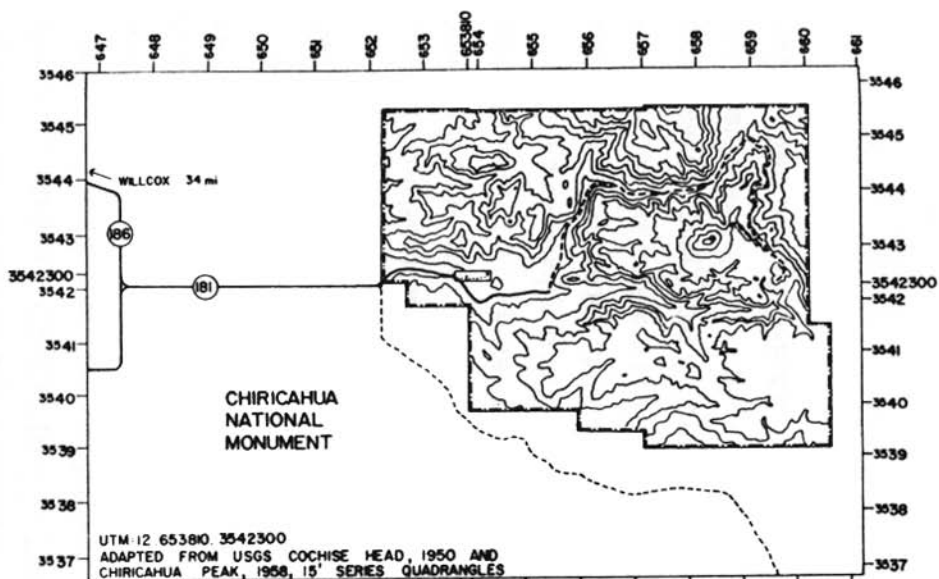 647 648 649 650 651 652 653 653810 654 655 656 657 658 659 660 661
3546 3546
3545 3545
WILLCOX 34 mi
3544 3544
186
3543 3543
3542300 3542300
181
3542 3542
3541 3541
CHIRICAHUA
3540 3540
NATIONAL
MONUMENT
3539 3539
3538 3538
UTM: 12 653810. 3542300
ADAPTED FROM USGS COCHISE HEAD, 1950 AND
3537 3537
CHIRICAHUA PEAK, 1958, 15' SERIES QUADRANGLES